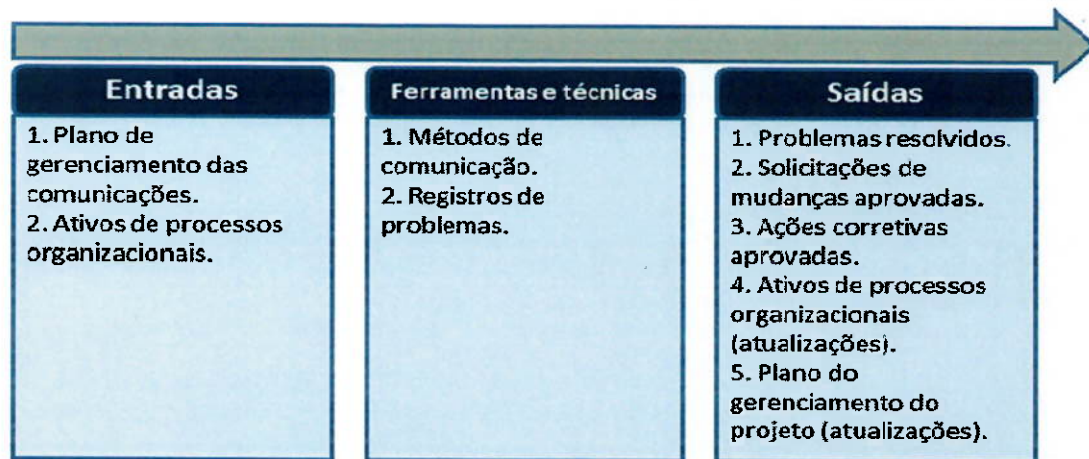 Entradas
1. Plano de
gerenciamento das
comunicações.
2. Ativos de processos
organizacionais.
Ferramentas e técnicas
1. Métodos de
comunicação.
2. Registros de
problemas.
Saídas
1. Problemas resolvidos.
2. Solicitações de
mudanças aprovadas.
3. Ações corretivas
aprovadas.
4. Ativos de processos
organizacionais
(atualizações).
5. Plano do
gerenciamento do
projeto (atualizações).